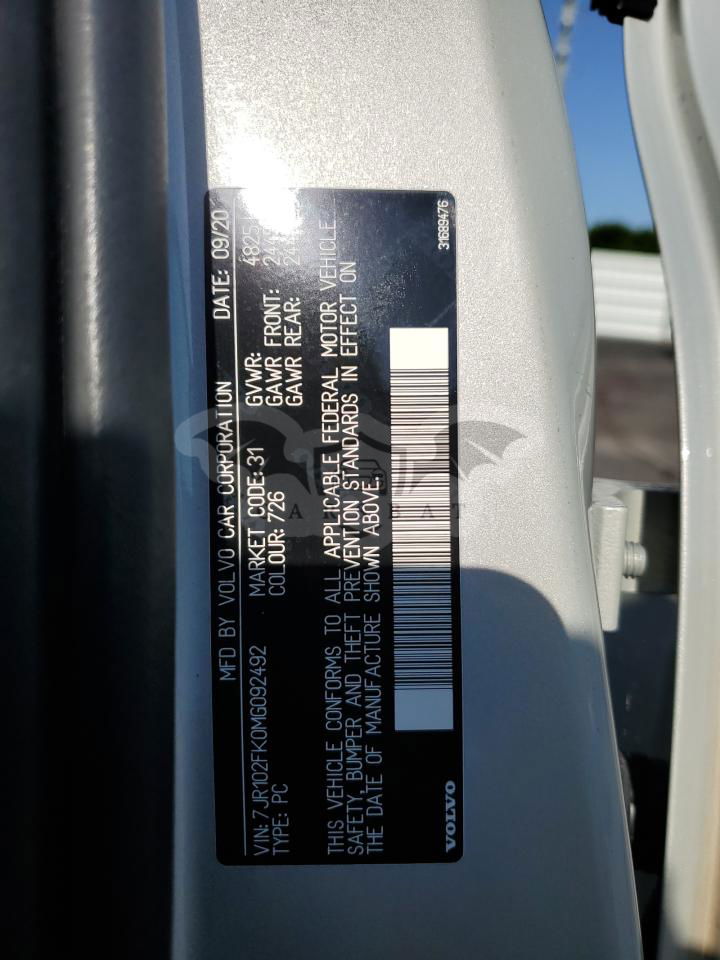 MFD BY VOLVO CAR CORPORATION DATE: 09/20
VIN: 7JR102FK0MG092492 MARKET CODE: 31 GVWR: 4825
TYPE: PC COLOUR: 726 GAWR FRONT:
GAWR REAR:
THIS VEHICLE CONFORMS TO ALL APPLICABLE FEDERAL MOTOR VEHICLE
SAFETY, BUMPER AND THEFT PREVENTION STANDARDS IN EFFECT ON
THE DATE OF MANUFACTURE SHOWN ABOVE.
VOLVO 31689476